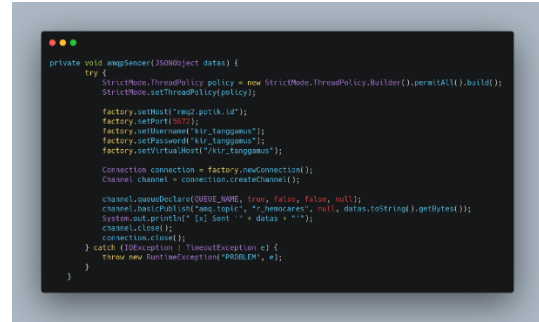 private void amqpSender(JSONObject datas) {
try {
StrictMode.ThreadPolicy policy = new StrictMode.ThreadPolicy.Builder().permitAll().build();
StrictMode.setThreadPolicy(policy);
factory.setHost("rmq2.potik.id");
factory.setPort(5672);
factory.setUsername("kir_tanggamus");
factory.setPassword("kir_tanggamus");
factory.setVirtualHost("/kir_tanggamus");
Connection connection = factory.newConnection();
Channel channel = connection.createChannel();
channel.queueDeclare(QUEUE_NAME, true, false, false, null);
channel.basicPublish("amq.topic", "r_hemocares", null, datas.toString().getBytes());
System.out.println(" [x] Sent '" + datas + "'");
channel.close();
connection.close();
} catch (IOException | TimeoutException e) {
throw new RuntimeException("PROBLEM", e);
}
}